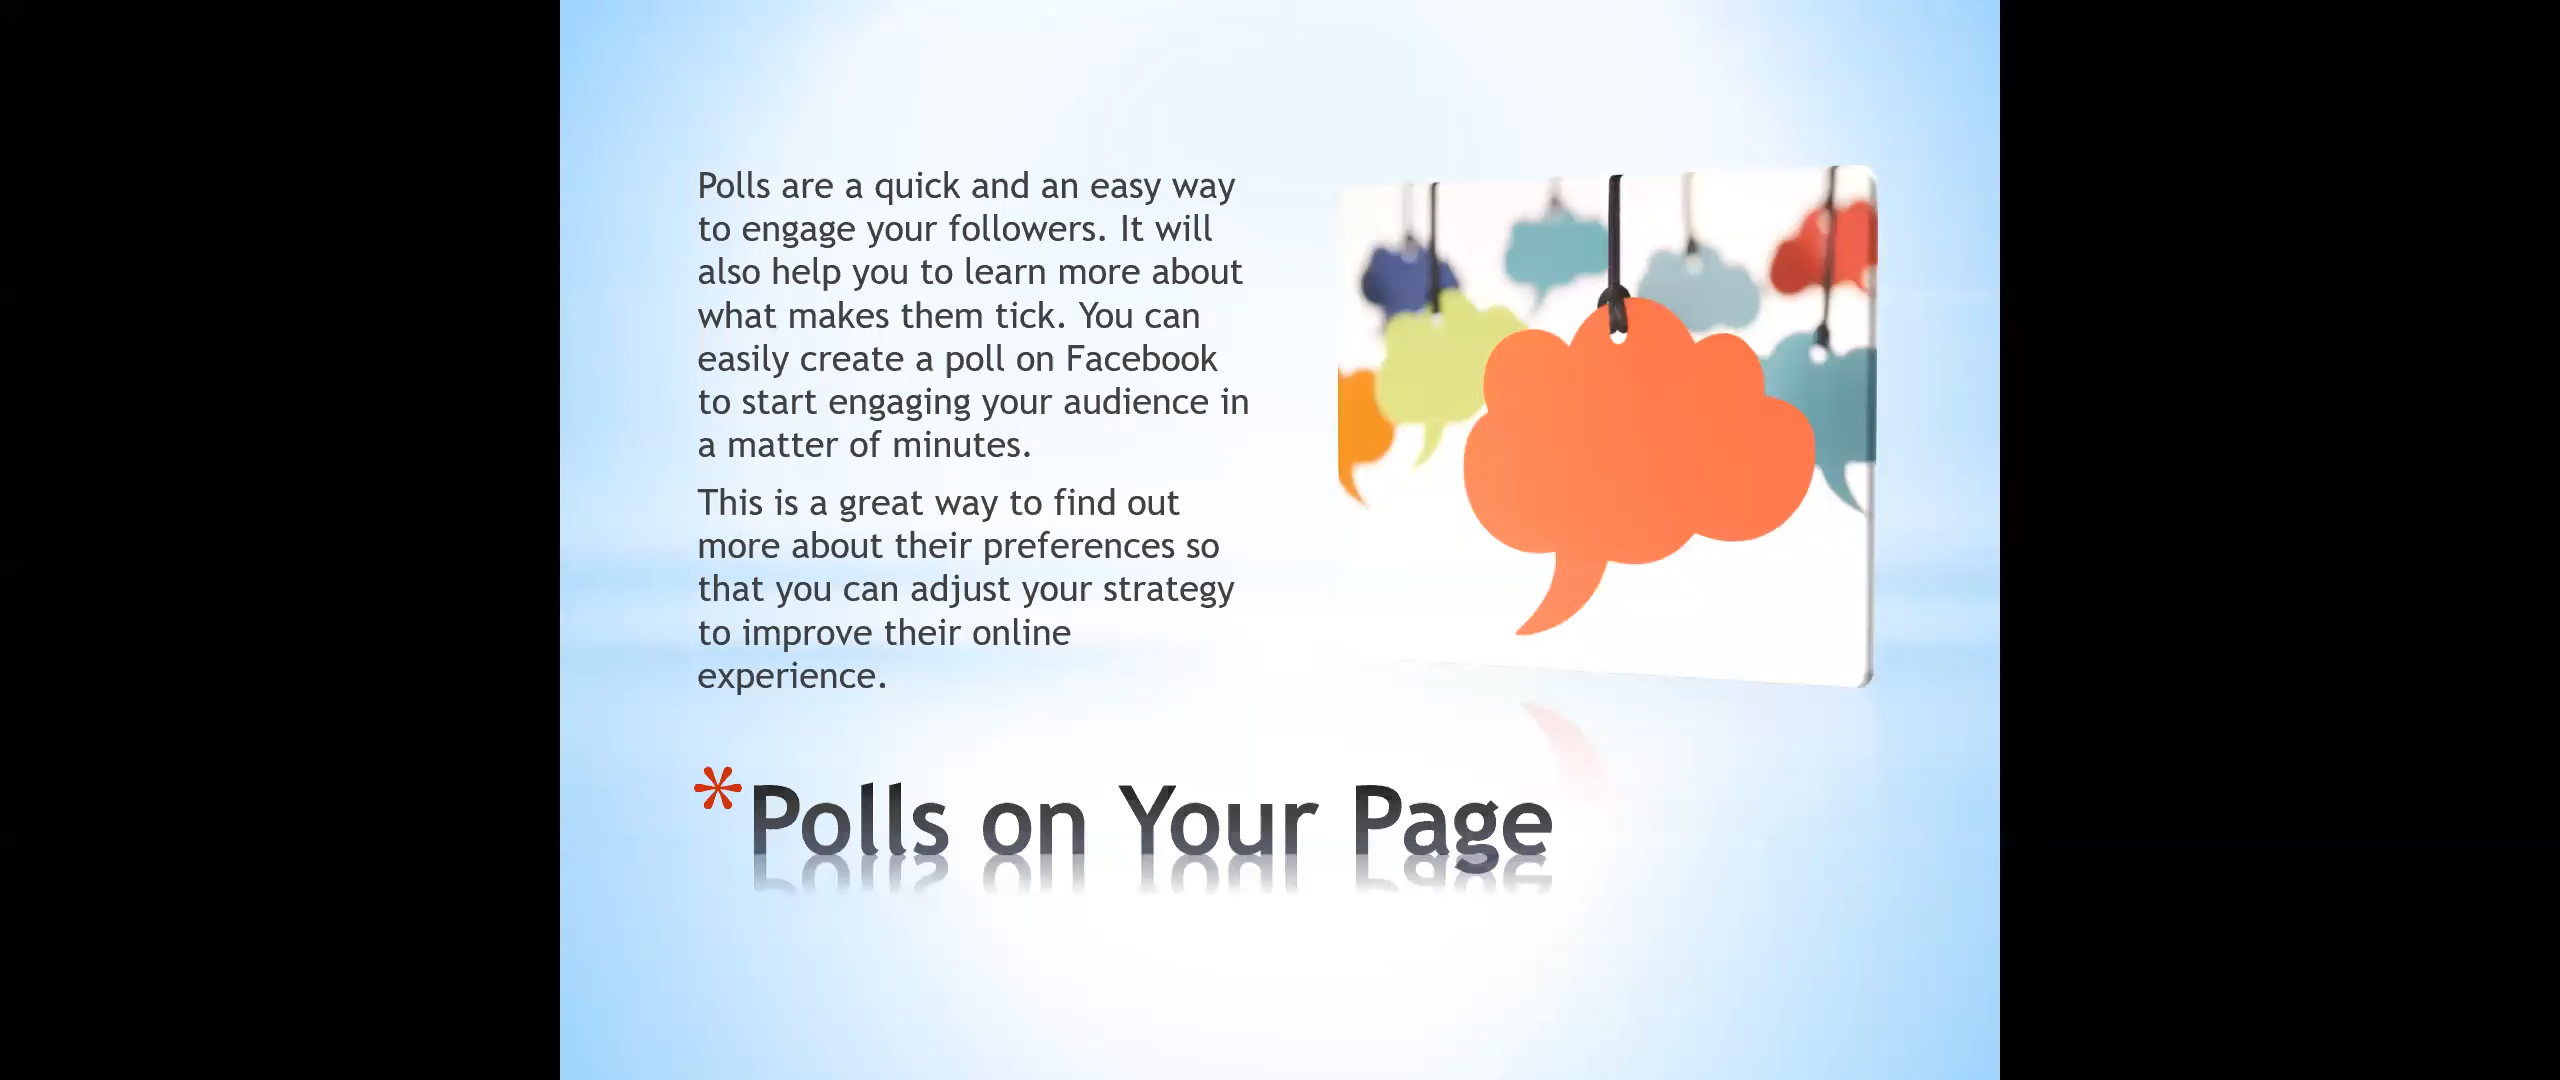 Polls are a quick and an easy way
to engage your followers. It will
also help you to learn more about
what makes them tick. You can
easily create a poll on Facebook
to start engaging your audience in
a matter of minutes.
This is a great way to find out
more about their preferences so
that you can adjust your strategy
to improve their online
experience.
*Polls on Your Page